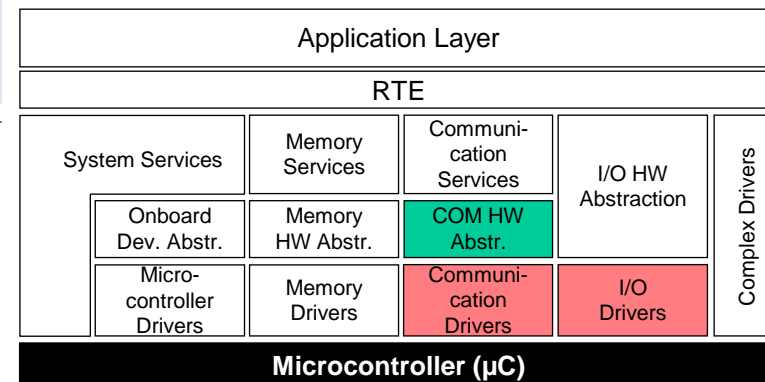 Application Layer
RTE
System Services
Memory
Services
Communi-
cation
Services
I/O HW
Abstraction
Complex Drivers
Onboard
Dev. Abstr.
Memory
HW Abstr.
COM HW
Abstr.
Micro-
controller
Drivers
Memory
Drivers
Communi-
cation
Drivers
I/O
Drivers
Microcontroller (µC)